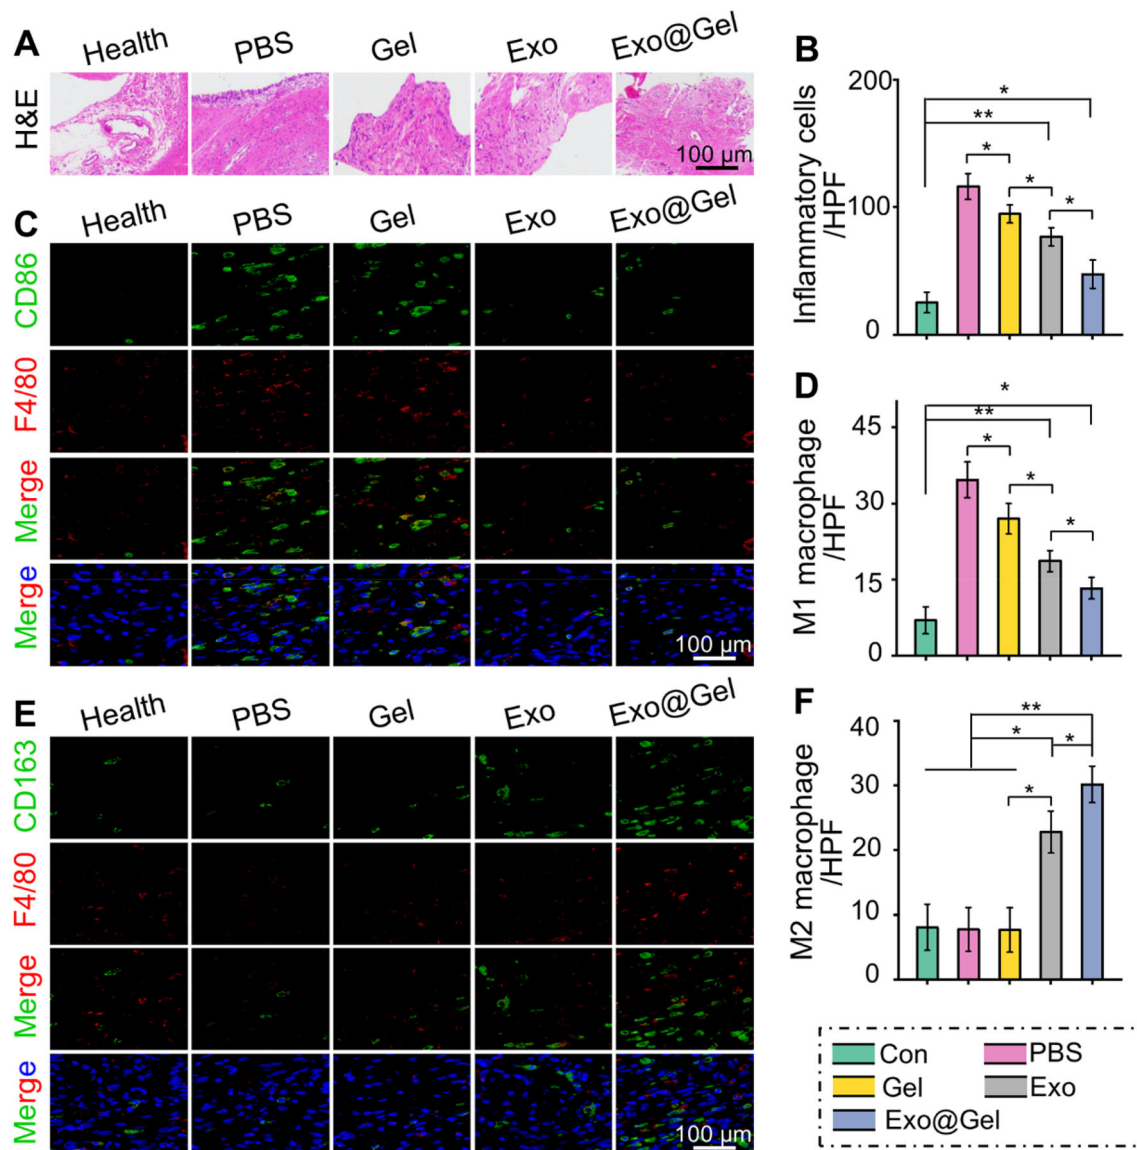 A
Health
PBS
Gel
Exo
Exo@Gel
H&E
100 μm
B
Inflammatory cells
/HPF
200
100
0
*
**
*
*
*
C
Health
PBS
Gel
Exo
Exo@Gel
CD86
F4/80
Merge
Merge
100 μm
D
M1 macrophage
/HPF
45
30
15
0
*
**
*
*
*
E
Health
PBS
Gel
Exo
Exo@Gel
CD163
F4/80
Merge
Merge
100 μm
F
M2 macrophage
/HPF
40
30
20
10
0
**
*
*
*
Con
PBS
Gel
Exo
Exo@Gel